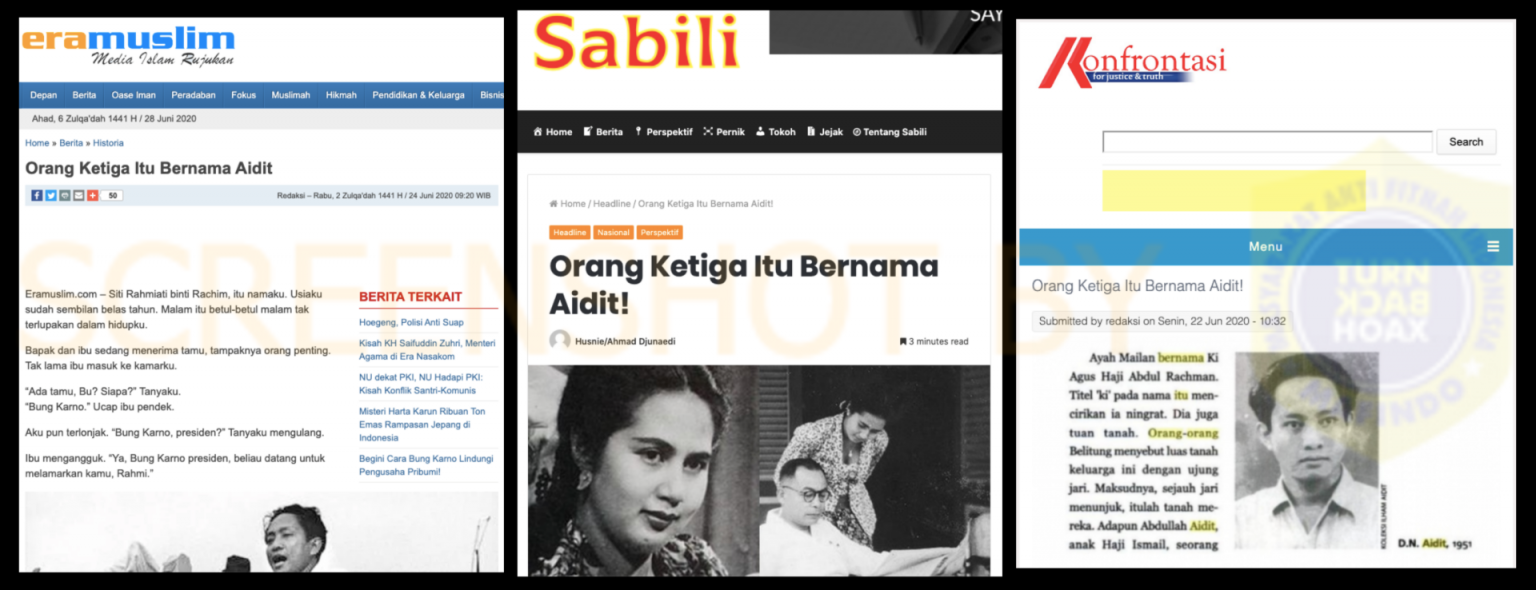 eramuslim
Media Islam Rujukan
Depan Berita Oase Iman Peradaban Fokus Muslimah Hikmah Pendidikan & Keluarga Bisnis
Ahad, 6 Zulqa'dah 1441 H / 28 Juni 2020
Home » Berita » Historia
Orang Ketiga Itu Bernama Aidit
50
Redaksi – Rabu, 2 Zulqa'dah 1441 H / 24 Juni 2020 09:20 WIB
Eramuslim.com – Siti Rahmiati binti Rachim, itu namaku. Usiaku
sudah sembilan belas tahun. Malam itu betul-betul malam tak
terlupakan dalam hidupku.
Bapak dan ibu sedang menerima tamu, tampaknya orang penting.
Tak lama ibu masuk ke kamarku.
“Ada tamu, Bu? Siapa?” Tanyaku.
“Bung Karno.” Ucap ibu pendek.
Aku pun terlonjak. “Bung Karno, presiden?” Tanyaku mengulang.
Ibu mengangguk. “Ya, Bung Karno presiden, beliau datang untuk
melamarkan kamu, Rahmi.”
BERITA TERKAIT
Hoegeng, Polisi Anti Suap
Kisah KH Saifuddin Zuhri, Menteri
Agama di Era Nasakom
NU dekat PKI, NU Hadapi PKI:
Kisah Konflik Santri-Komunis
Misteri Harta Karun Ribuan Ton
Emas Rampasan Jepang di
Indonesia
Begini Cara Bung Karno Lindungi
Pengusaha Pribumi!
SAY
Sabili
Home Berita Perspektif Pernik Tokoh Jejak Tentang Sabili
Home / Headline / Orang Ketiga Itu Bernama Aidit!
Headline Nasional Perspektif
Orang Ketiga Itu Bernama
Aidit!
Husnie/Ahmad Djunaedi
3 minutes read
Konfrontasi
for justice & truth
Search
Menu
Orang Ketiga Itu Bernama Aidit!
Submitted by redaksi on Senin, 22 Jun 2020 - 10:32
Ayah Mailan bernama Ki
Agus Haji Abdul Rachman.
Titel 'ki' pada nama itu men-
cirikan ia ningrat. Dia juga
tuan tanah. Orang-orang
Belitung menyebut luas tanah
keluarga ini dengan ujung
jari. Maksudnya, sejauh jari
menunjuk, itulah tanah me-
reka. Adapun Abdullah Aidit,
anak Haji Ismail, seorang
KOLEKSI ILHAM AIDIT
D.N. Aidit, 1951
SCREENSHOT BY
ANTI FITNAH
TURN
BACK
HOAX